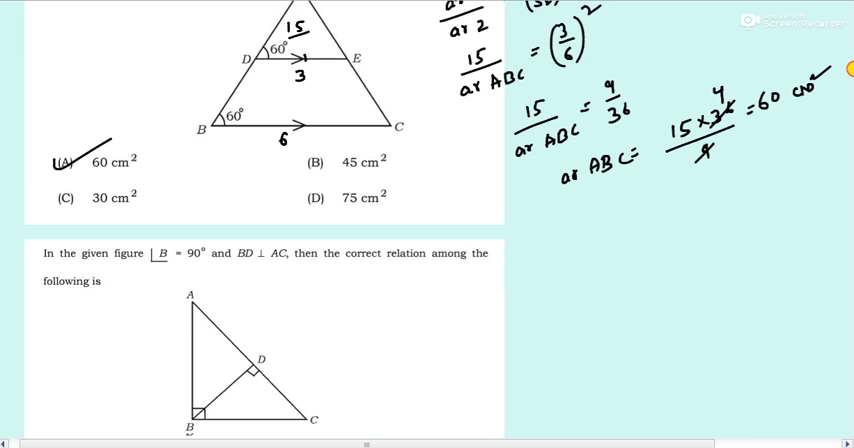 15
60°
D
E
3
60°
B
C
6
(A) 60 cm²
(B) 45 cm²
(C) 30 cm²
(D) 75 cm²
ar 2
15 / ar ABC = (3/6)²
15 / ar ABC = 9/36
ar ABC = 15 × 36 / 9 = 60 cm²
4
Screen Recorder
In the given figure ∠B = 90° and BD ⊥ AC, then the correct relation among the
following is
A
D
B
C